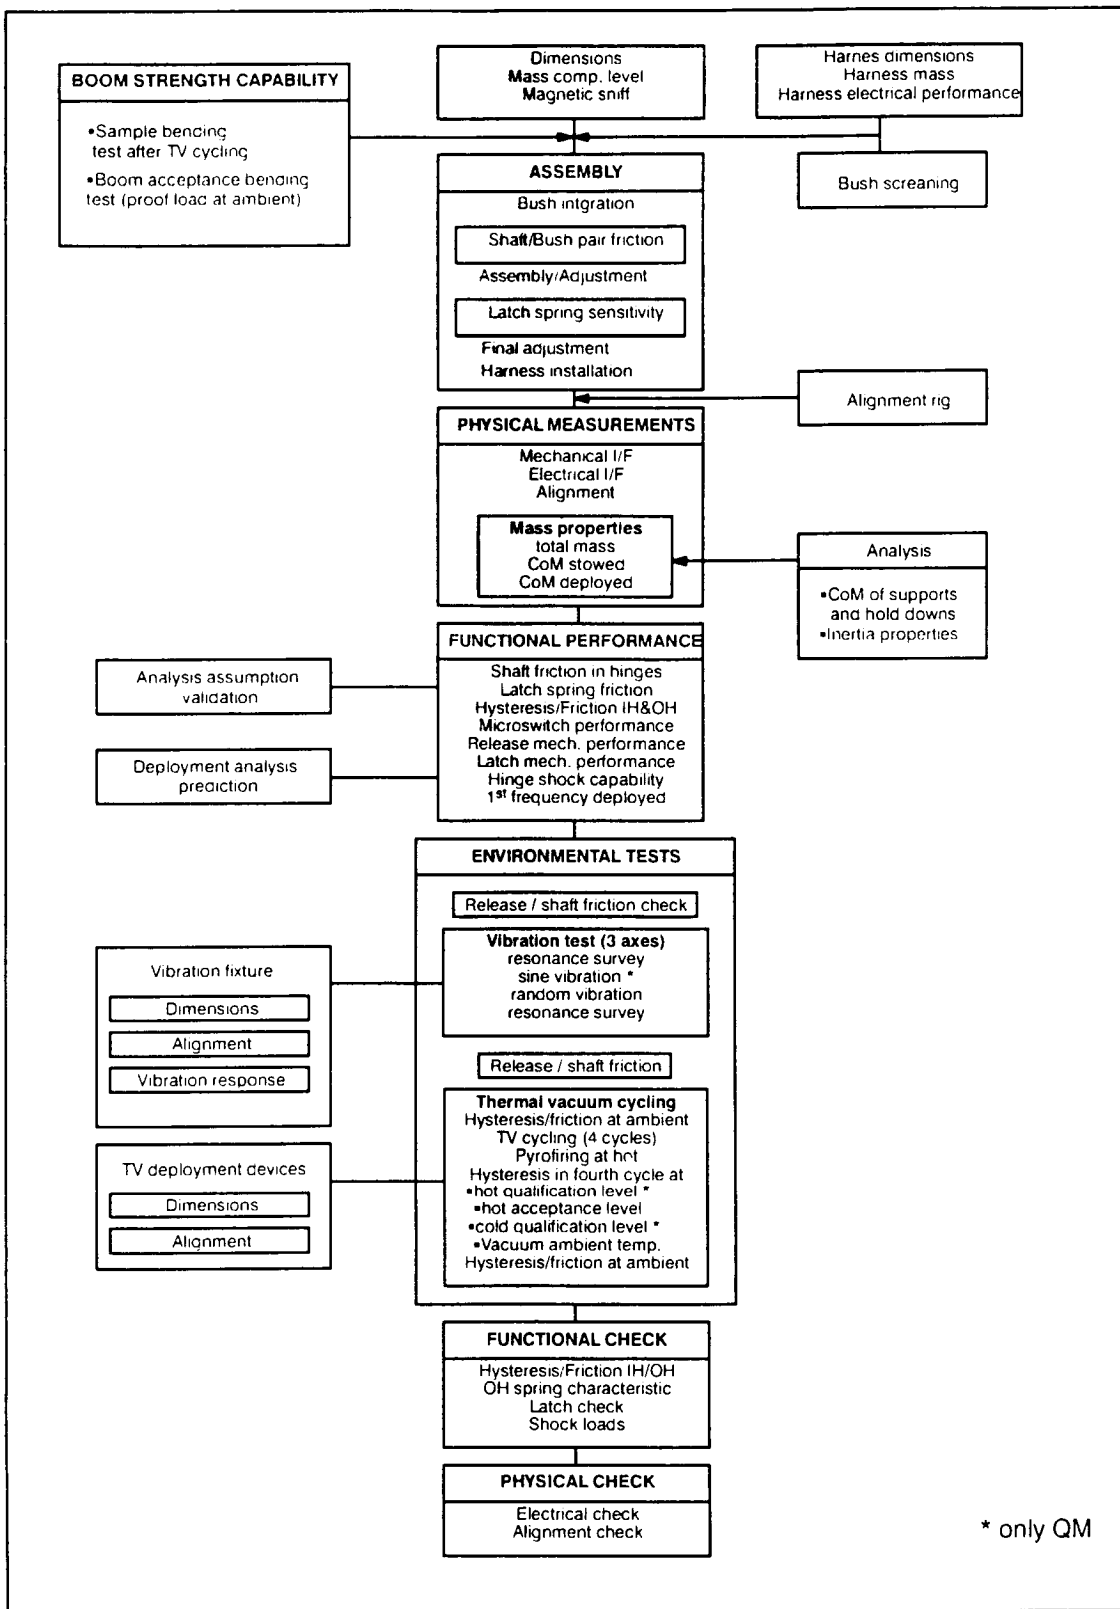 BOOM STRENGTH CAPABILITY
•Sample bending
test after TV cycling
•Boom acceptance bending
test (proof load at ambient)
Dimensions
Mass comp. level
Magnetic sniff
Harnes dimensions
Harness mass
Harness electrical performance
Bush screaning
ASSEMBLY
Bush intgration
Shaft/Bush pair friction
Assembly/Adjustment
Latch spring sensitivity
Final adjustment
Harness installation
Alignment rig
PHYSICAL MEASUREMENTS
Mechanical I/F
Electrical I/F
Alignment
Mass properties
total mass
CoM stowed
CoM deployed
Analysis
•CoM of supports
and hold downs
•Inertia properties
FUNCTIONAL PERFORMANCE
Shaft friction in hinges
Latch spring friction
Hysteresis/Friction IH&OH
Microswitch performance
Release mech. performance
Latch mech. performance
Hinge shock capability
1st frequency deployed
Analysis assumption
validation
Deployment analysis
prediction
ENVIRONMENTAL TESTS
Release / shaft friction check
Vibration test (3 axes)
resonance survey
sine vibration *
random vibration
resonance survey
Vibration fixture
Dimensions
Alignment
Vibration response
Release / shaft friction
Thermal vacuum cycling
Hysteresis/friction at ambient
TV cycling (4 cycles)
Pyrofiring at hot
Hysteresis in fourth cycle at
•hot qualification level *
•hot acceptance level
•cold qualification level *
•Vacuum ambient temp.
Hysteresis/friction at ambient
TV deployment devices
Dimensions
Alignment
FUNCTIONAL CHECK
Hysteresis/Friction IH/OH
OH spring characteristic
Latch check
Shock loads
PHYSICAL CHECK
Electrical check
Alignment check
* only QM